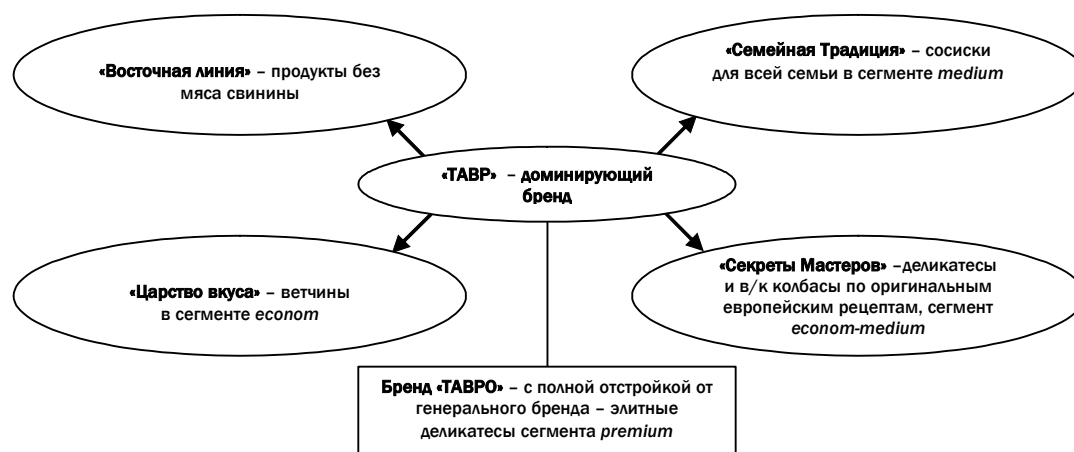 «Восточная линия» – продукты без
мяса свинины
«Семейная Традиция» – сосиски
для всей семьи в сегменте medium
«ТАВР» – доминирующий
бренд
«Царство вкуса» – ветчины
в сегменте econom
«Секреты Мастеров» –деликатесы
и в/к колбасы по оригинальным
европейским рецептам, сегмент
econom-medium
Бренд «ТАВРО» – с полной отстройкой от
генерального бренда – элитные
деликатесы сегмента premium